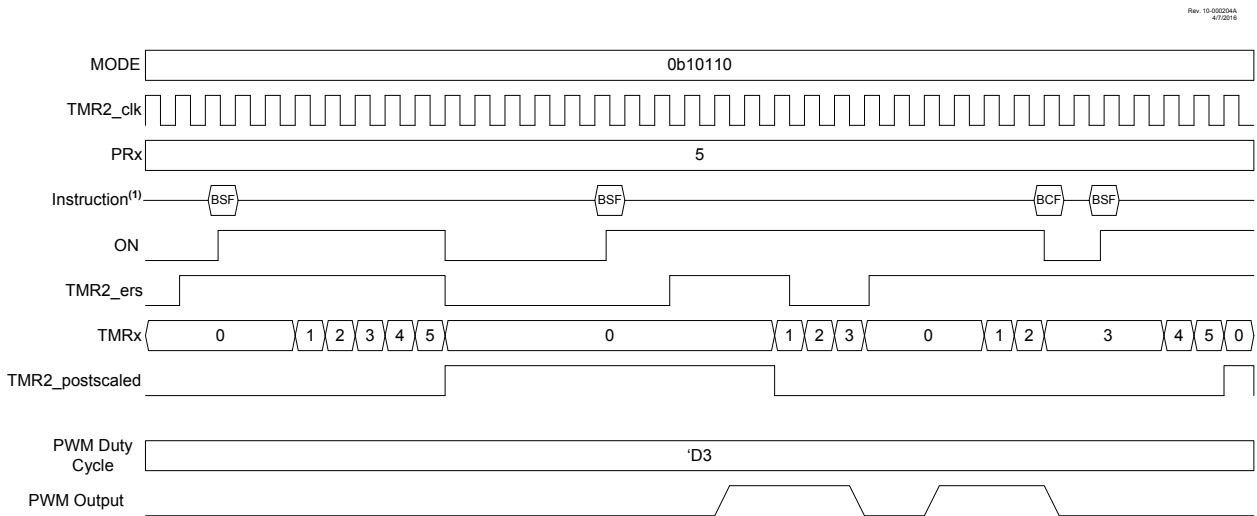 Rev. 10-000204A
4/7/2016
MODE 0b10110
TMR2_clk
PRx 5
Instruction(1) BSF BSF BCF BSF
ON
TMR2_ers
TMRx 0 1 2 3 4 5 0 1 2 3 0 1 2 3 4 5 0
TMR2_postscaled
PWM Duty
Cycle
‘D3
PWM Output